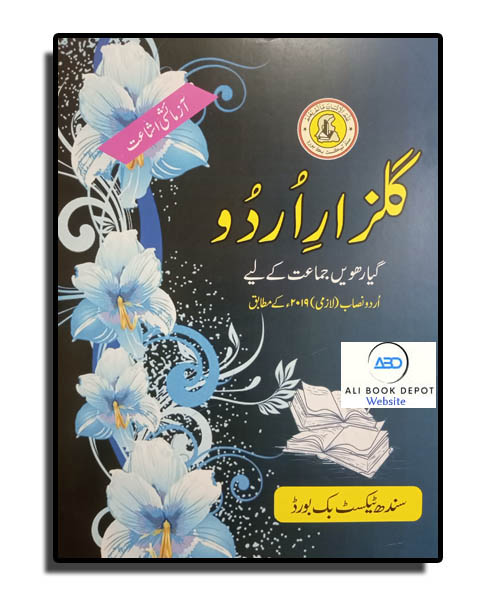 آزمائشی اشاعت
گلزارِ اُردُو
گیارھویں جماعت کے لیے
اُردو نصاب (لازمی) ۲۰۱۹ء کے مطابق
ABD
ALI BOOK DEPOT
Website
سندھ ٹیکسٹ بک بورڈ